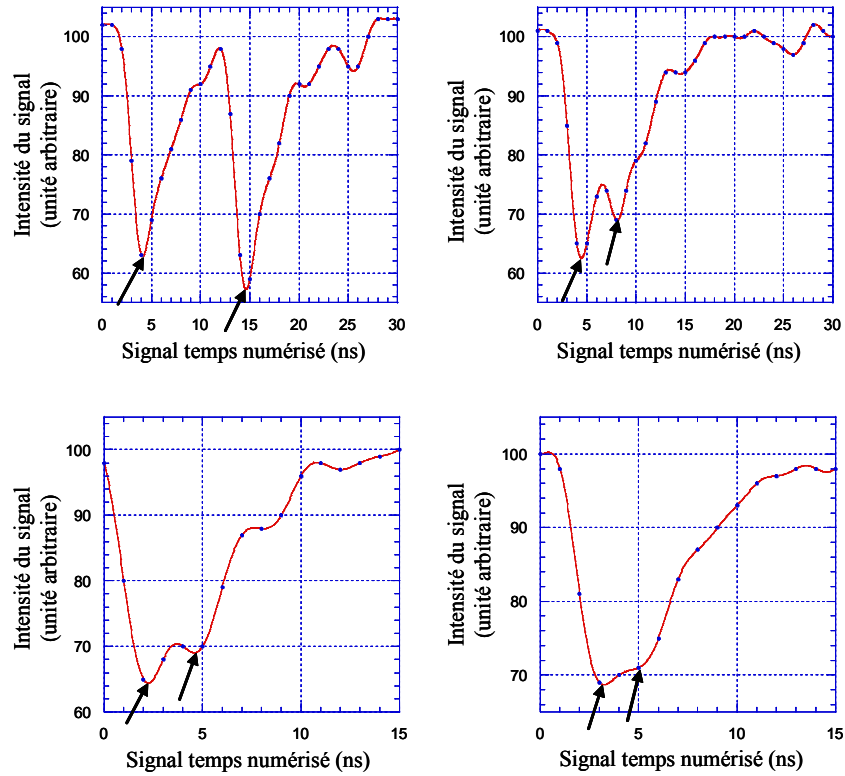 Intensité du signal
(unité arbitraire)
100
90
80
70
60
0 5 10 15 20 25 30
Signal temps numérisé (ns)
Intensité du signal
(unité arbitraire)
100
90
80
70
60
0 5 10 15 20 25 30
Signal temps numérisé (ns)
Intensité du signal
(unité arbitraire)
100
90
80
70
60
0 5 10 15
Signal temps numérisé (ns)
Intensité du signal
(unité arbitraire)
100
90
80
70
0 5 10 15
Signal temps numérisé (ns)